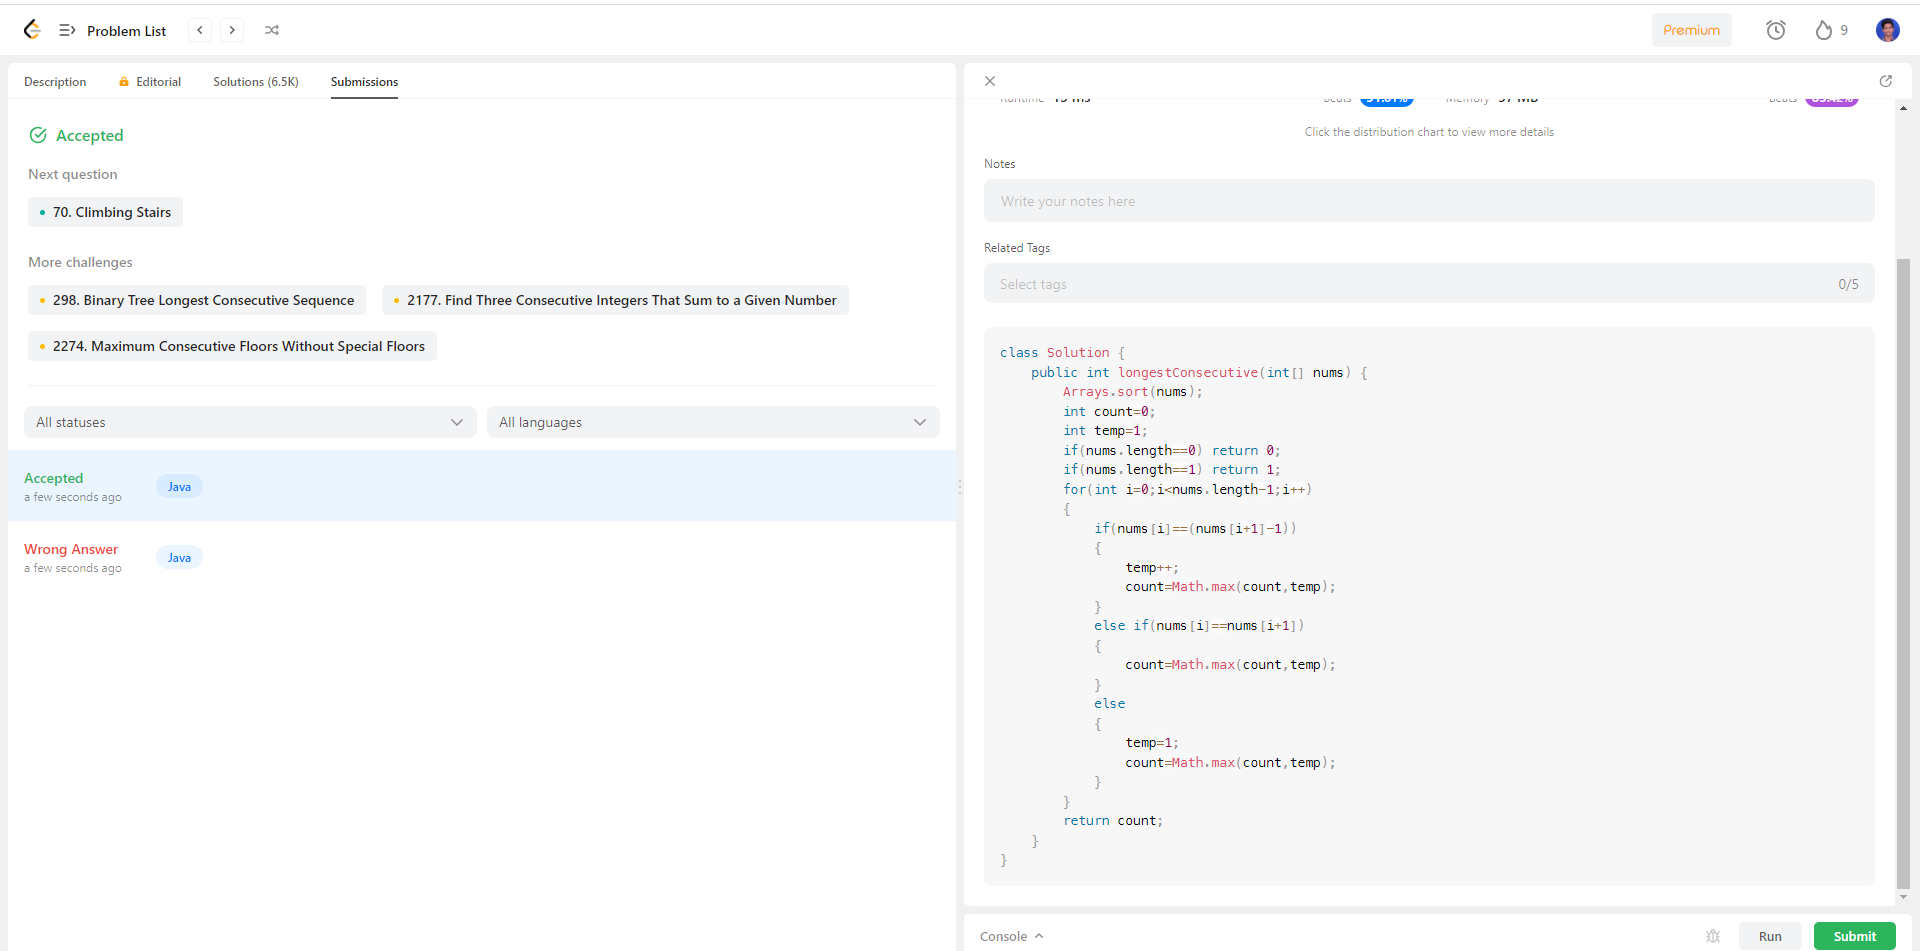 Problem List
Premium
9
Description
Editorial
Solutions (6.5K)
Submissions
Accepted
Next question
70. Climbing Stairs
More challenges
298. Binary Tree Longest Consecutive Sequence
2177. Find Three Consecutive Integers That Sum to a Given Number
2274. Maximum Consecutive Floors Without Special Floors
All statuses
All languages
Accepted
a few seconds ago
Java
Wrong Answer
a few seconds ago
Java
Runtime
Beats
Memory
Beats
Click the distribution chart to view more details
Notes
Write your notes here
Related Tags
Select tags
0/5
class Solution {
    public int longestConsecutive(int[] nums) {
        Arrays.sort(nums);
        int count=0;
        int temp=1;
        if(nums.length==0) return 0;
        if(nums.length==1) return 1;
        for(int i=0;i<nums.length-1;i++)
        {
            if(nums[i]==(nums[i+1]-1))
            {
                temp++;
                count=Math.max(count,temp);
            }
            else if(nums[i]==nums[i+1])
            {
                count=Math.max(count,temp);
            }
            else
            {
                temp=1;
                count=Math.max(count,temp);
            }
        }
        return count;
    }
}
Console
Run
Submit